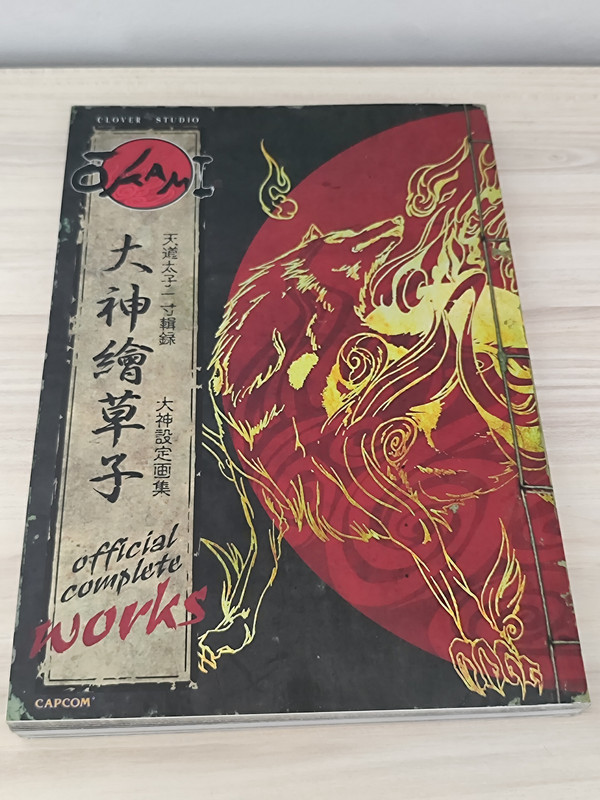 CLOVER STUDIO
ŌKAMI
天道太子一寸輯録
大神繪草子
大神設定画集
official
complete
works
CAPCOM